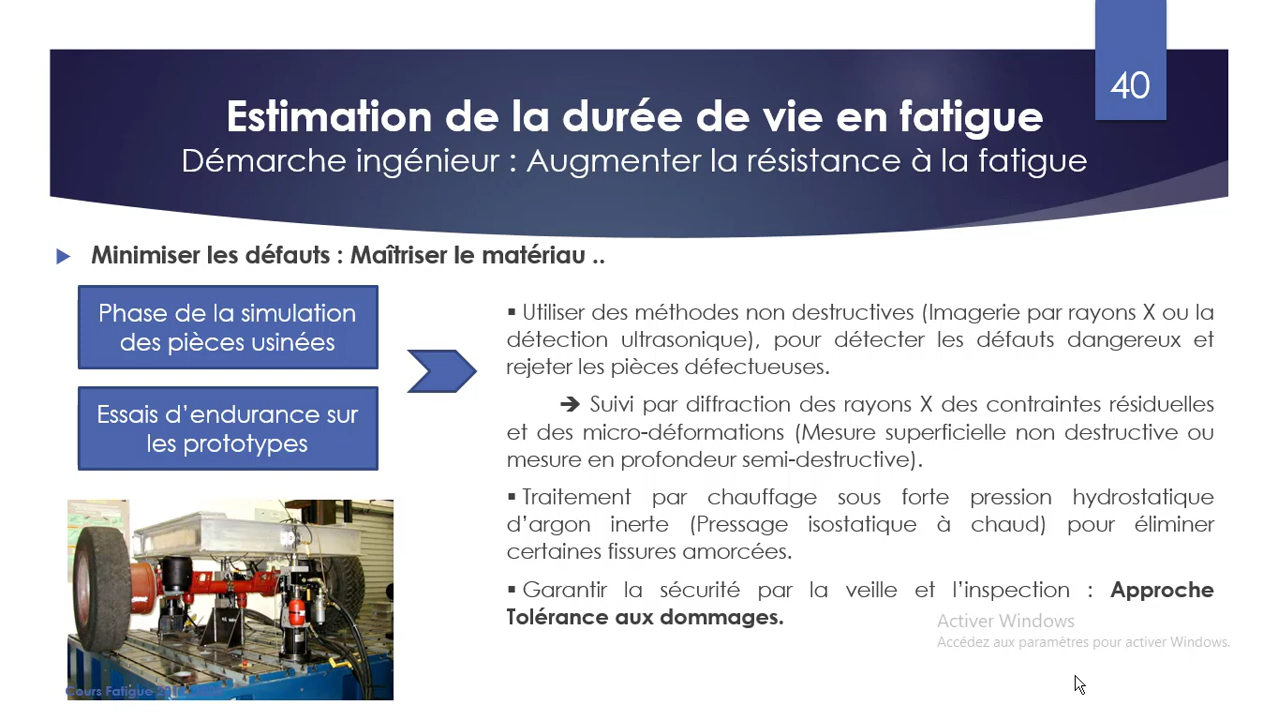 40
Estimation de la durée de vie en fatigue
Démarche ingénieur : Augmenter la résistance à la fatigue
Minimiser les défauts : Maîtriser le matériau ..
Phase de la simulation
des pièces usinées
Essais d’endurance sur
les prototypes
▪ Utiliser des méthodes non destructives (Imagerie par rayons X ou la
détection ultrasonique), pour détecter les défauts dangereux et
rejeter les pièces défectueuses.
➔ Suivi par diffraction des rayons X des contraintes résiduelles
et des micro-déformations (Mesure superficielle non destructive ou
mesure en profondeur semi-destructive).
▪ Traitement par chauffage sous forte pression hydrostatique
d’argon inerte (Pressage isostatique à chaud) pour éliminer
certaines fissures amorcées.
▪ Garantir la sécurité par la veille et l’inspection : Approche
Tolérance aux dommages.
Activer Windows
Accédez aux paramètres pour activer Windows.
Cours Fatigue